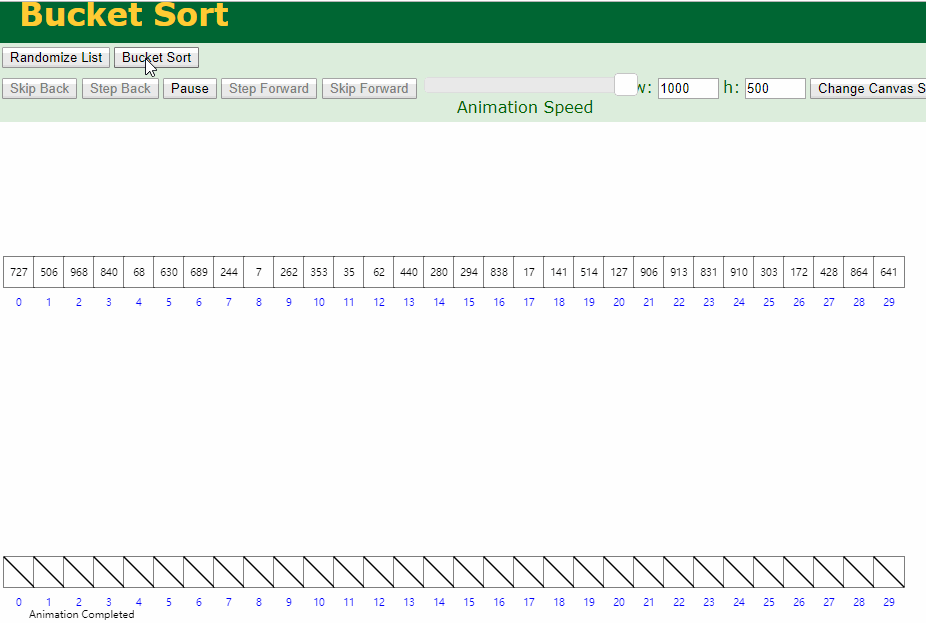 Bucket Sort
Randomize List Bucket Sort
Skip Back Step Back Pause Step Forward Skip Forward w: 1000 h: 500 Change Canvas S
Animation Speed
727 506 968 840 68 630 689 244 7 262 353 35 62 440 280 294 838 17 141 514 127 906 913 831 910 303 172 428 864 641
0 1 2 3 4 5 6 7 8 9 10 11 12 13 14 15 16 17 18 19 20 21 22 23 24 25 26 27 28 29
0 1 2 3 4 5 6 7 8 9 10 11 12 13 14 15 16 17 18 19 20 21 22 23 24 25 26 27 28 29
Animation Completed